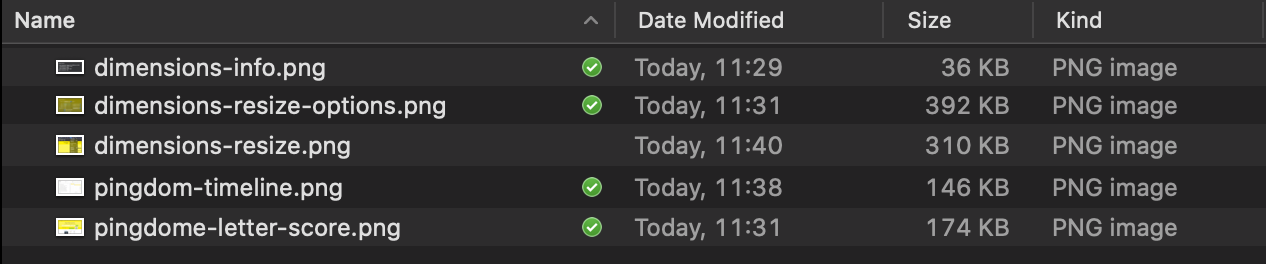 Name Date Modified Size Kind
dimensions-info.png Today, 11:29 36 KB PNG image
dimensions-resize-options.png Today, 11:31 392 KB PNG image
dimensions-resize.png Today, 11:40 310 KB PNG image
pingdom-timeline.png Today, 11:38 146 KB PNG image
pingdome-letter-score.png Today, 11:31 174 KB PNG image